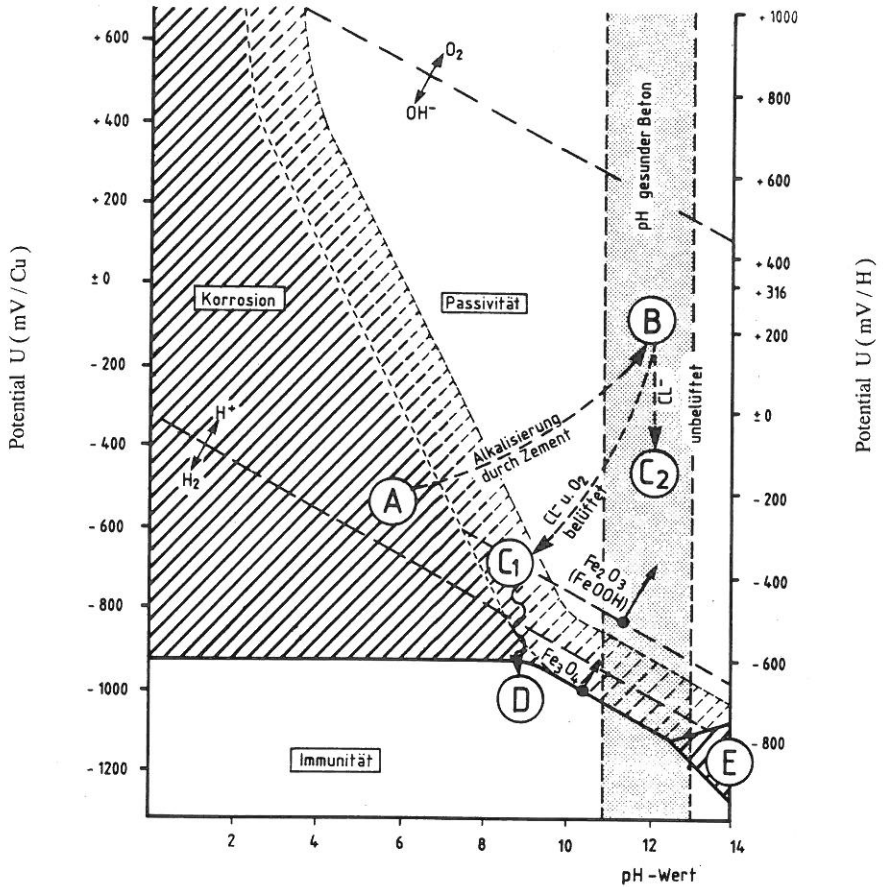 + 600
+ 400
+ 200
± 0
- 200
- 400
- 600
- 800
- 1000
- 1200
Potential U ( mV / Cu )
+ 1000
+ 800
+ 600
+ 400
+ 316
+ 200
± 0
- 200
- 400
- 600
- 800
Potential U ( mV / H )
O₂
OH⁻
pH gesunder Beton
Korrosion
Passivität
B
CL⁻
unbelüftet
H⁺
H₂
Alkalisierung
durch Zement
A
C₂
CL⁻ u. O₂
belüftet
C₁
Fe₂O₃
(FeOOH)
Fe₃O₄
D
E
Immunität
2
4
6
8
10
12
14
pH-Wert